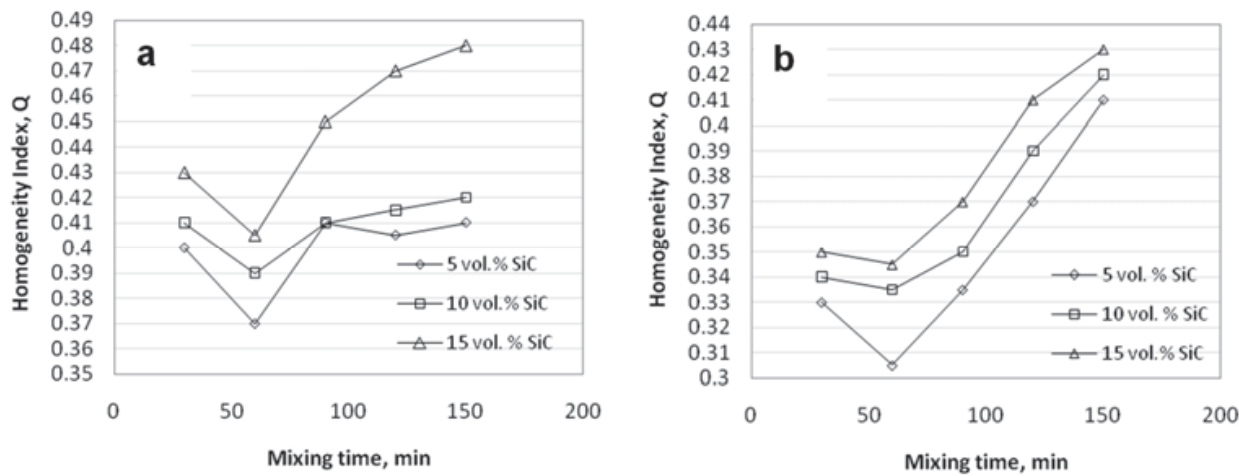 a
Homogeneity Index, Q
0.49
0.48
0.47
0.46
0.45
0.44
0.43
0.42
0.41
0.4
0.39
0.38
0.37
0.36
0.35
5 vol.% SiC
10 vol.% SiC
15 vol. % SiC
0 50 100 150 200
Mixing time, min
b
Homogeneity Index, Q
0.44
0.43
0.42
0.41
0.4
0.39
0.38
0.37
0.36
0.35
0.34
0.33
0.32
0.31
0.3
5 vol.% SiC
10 vol. % SiC
15 vol.% SiC
0 50 100 150 200
Mixing time, min